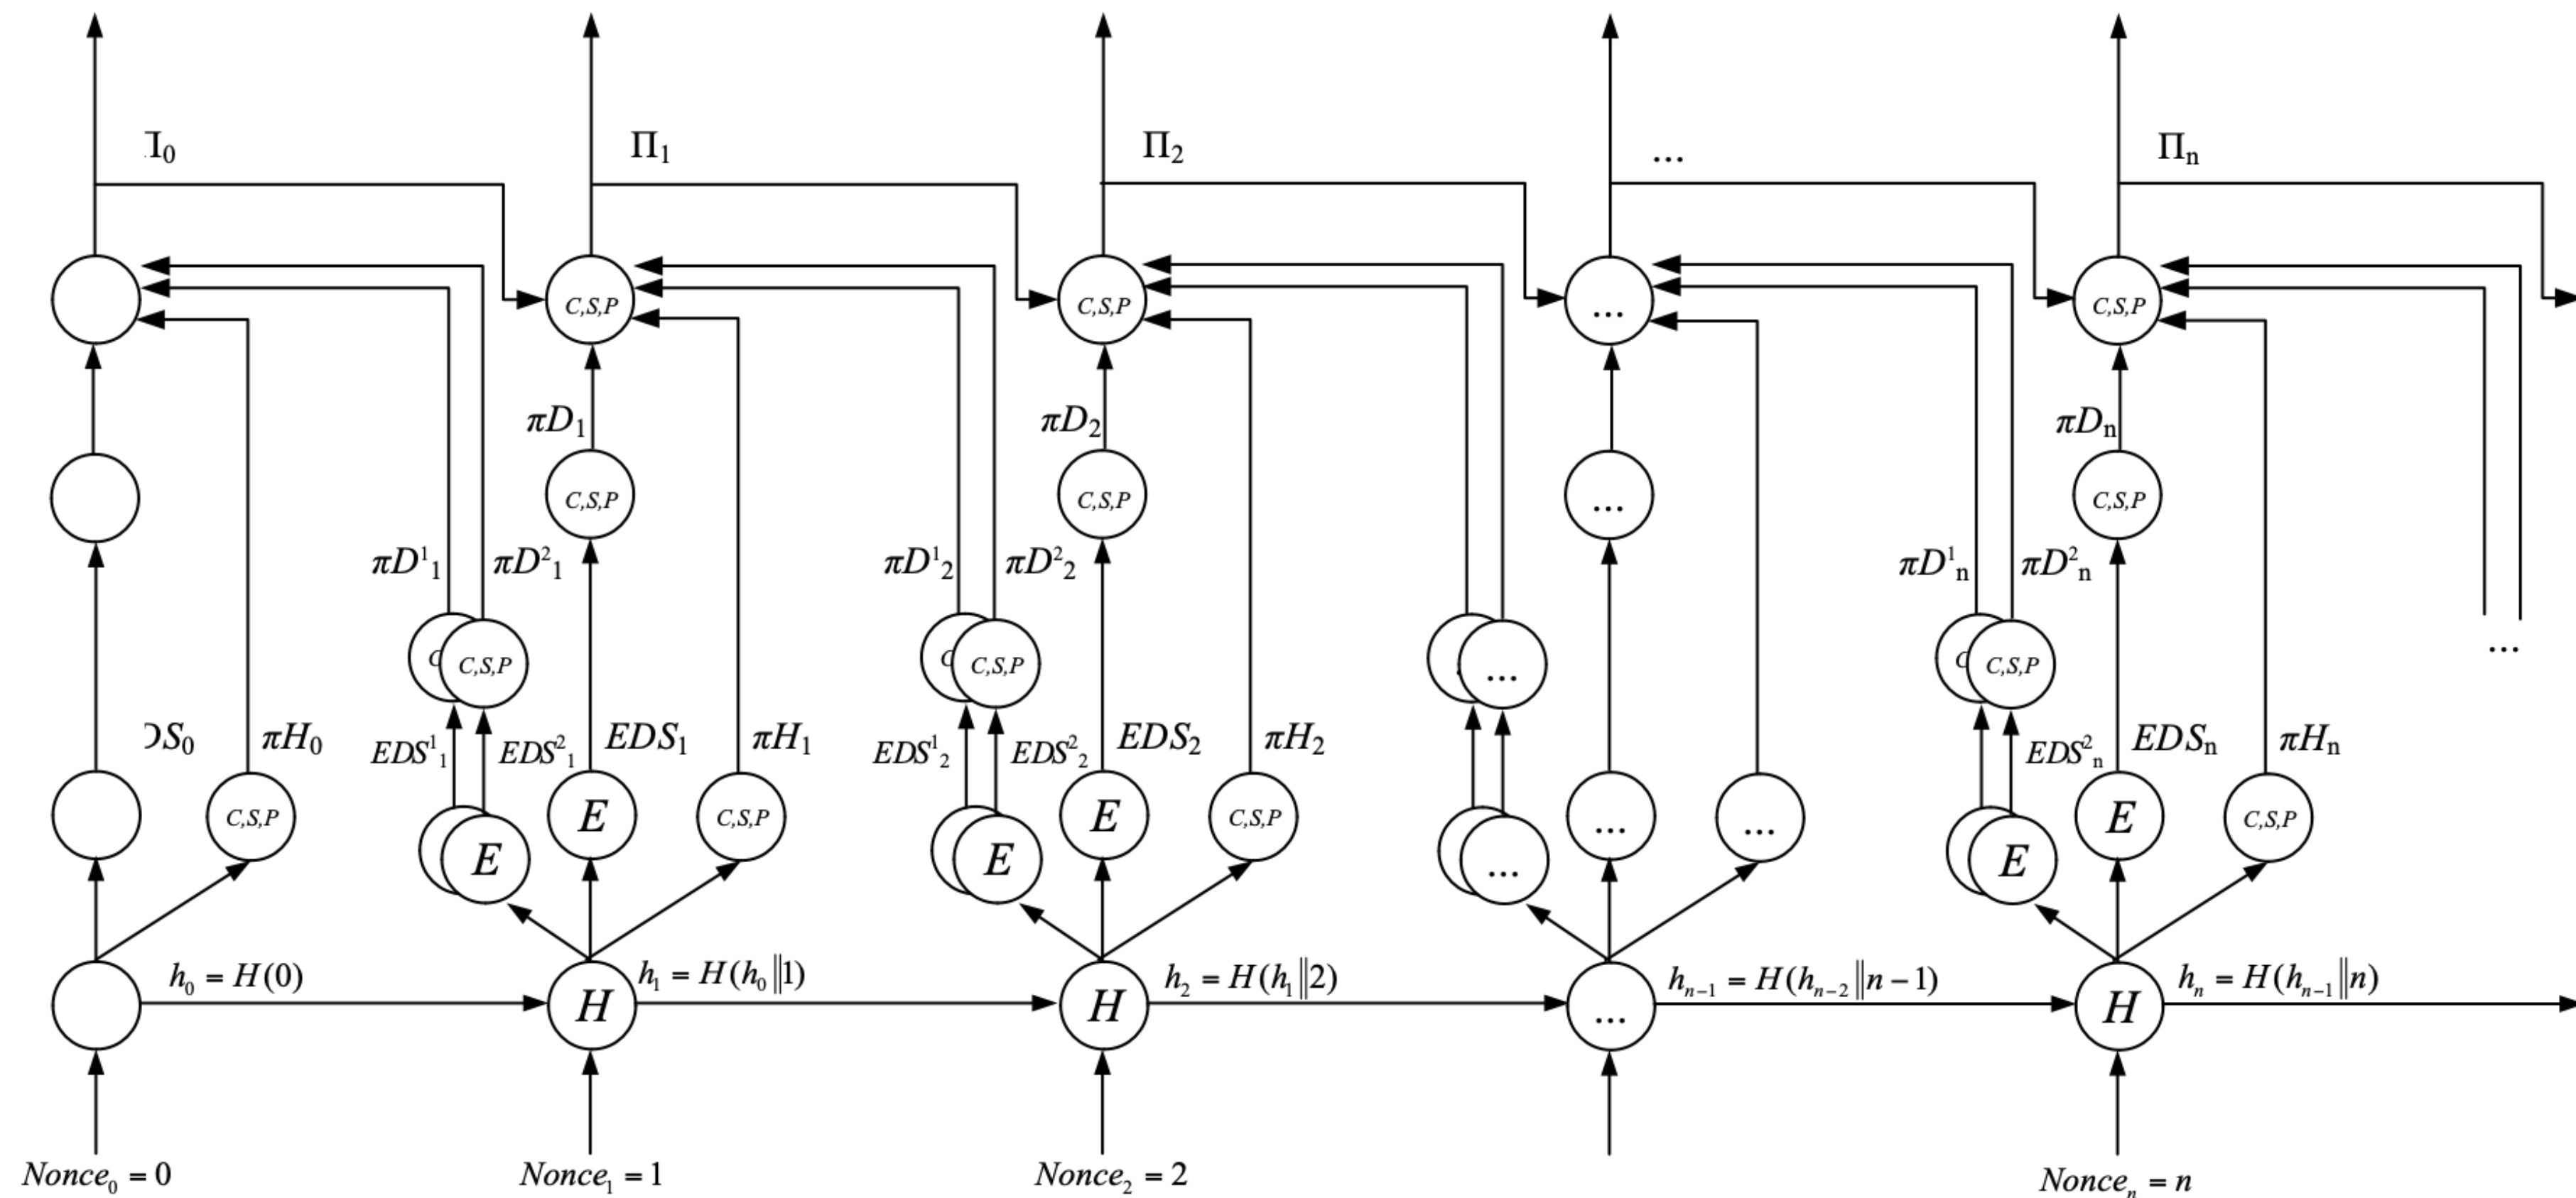 Π₁ Π₂ ... Πₙ
C,S,P C,S,P ... C,S,P
πD₁ πD₂ πDₙ
C,S,P C,S,P ... C,S,P
πD¹₁ πD²₁ πD¹₂ πD²₂ πD¹ₙ πD²ₙ
C,S,P C,S,P ... C,S,P ...
πH₀ EDS¹₁ EDS²₁ EDS₁ πH₁ EDS¹₂ EDS²₂ EDS₂ πH₂ EDS²ₙ EDSₙ πHₙ
C,S,P E C,S,P E C,S,P ... ... E C,S,P
E E ... E
h₀ = H(0) h₁ = H(h₀‖1) h₂ = H(h₁‖2) hₙ₋₁ = H(hₙ₋₂‖n − 1) hₙ = H(hₙ₋₁‖n)
H H ... H
Nonce₀ = 0 Nonce₁ = 1 Nonce₂ = 2 Nonceₙ = n